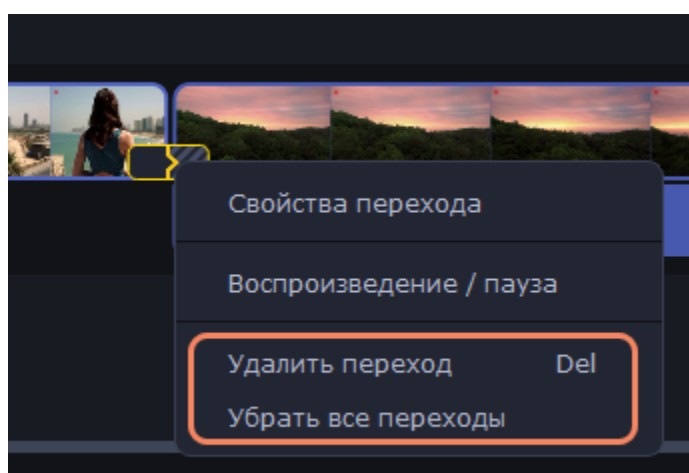 Свойства перехода
Воспроизведение / пауза
Удалить переход Del
Убрать все переходы